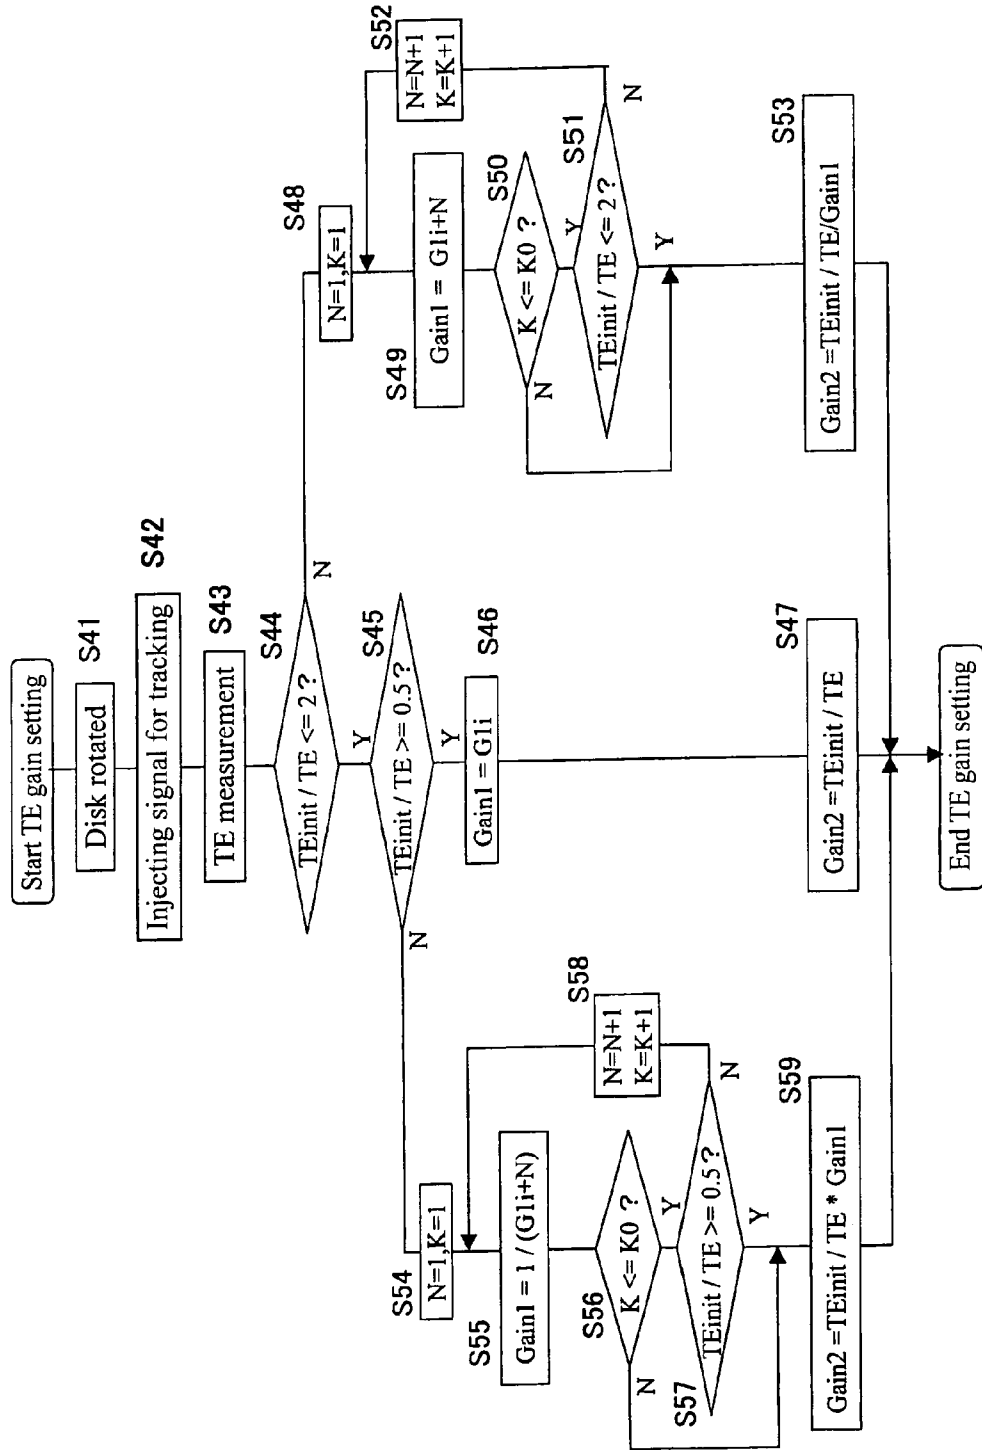 Start TE gain setting
Disk rotated
S41
Injecting signal for tracking
S42
TE measurement
S43
TEinit / TE <= 2 ?
S44
N
Y
TEinit / TE >= 0.5 ?
S45
N
Y
Gain1 = G1i
S46
Gain2 =TEinit / TE
S47
N=1,K=1
S48
Gain1 = G1i+N
S49
K <= K0 ?
S50
N
Y
TEinit / TE <= 2 ?
S51
N
Y
N=N+1
K=K+1
S52
Gain2 =TEinit / TE/Gain1
S53
N=1,K=1
S54
Gain1 = 1 / (G1i+N)
S55
K <= K0 ?
S56
N
Y
TEinit / TE >= 0.5 ?
S57
N
Y
N=N+1
K=K+1
S58
Gain2 =TEinit / TE * Gain1
S59
End TE gain setting